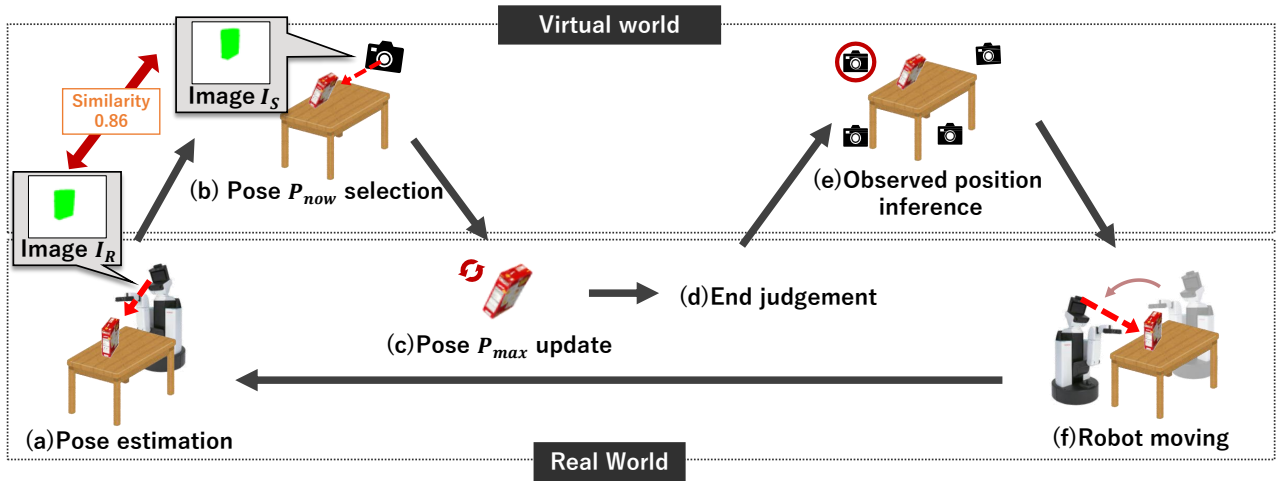 Virtual world
Image I_S
Similarity
0.86
(b) Pose P_now selection
(e)Observed position
inference
Image I_R
(c)Pose P_max update
(d)End judgement
(a)Pose estimation
(f)Robot moving
Real World